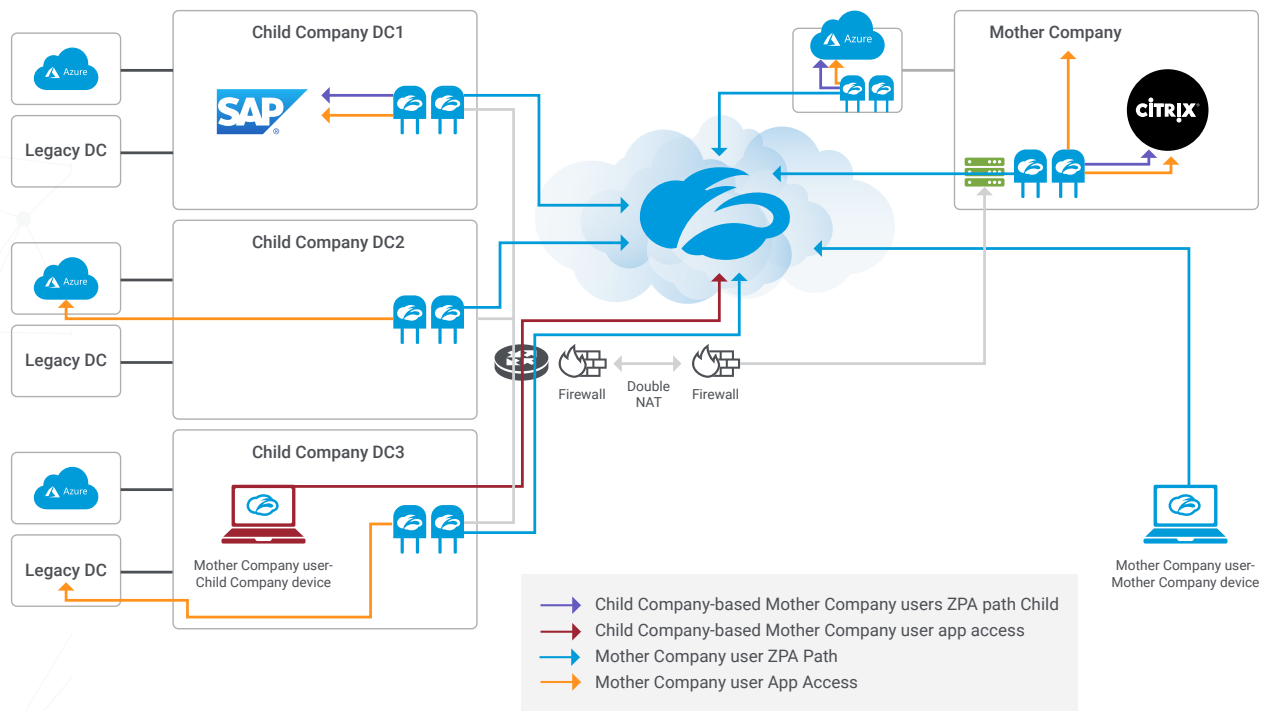 Child Company DC1
Azure
SAP
®
Legacy DC
Child Company DC2
Azure
Legacy DC
Child Company DC3
Azure
Legacy DC
Mother Company user-
Child Company device
Azure
Mother Company
CİTRIX®
Firewall
Double
NAT
Firewall
Mother Company user-
Mother Company device
Child Company-based Mother Company users ZPA path Child
Child Company-based Mother Company user app access
Mother Company user ZPA Path
Mother Company user App Access